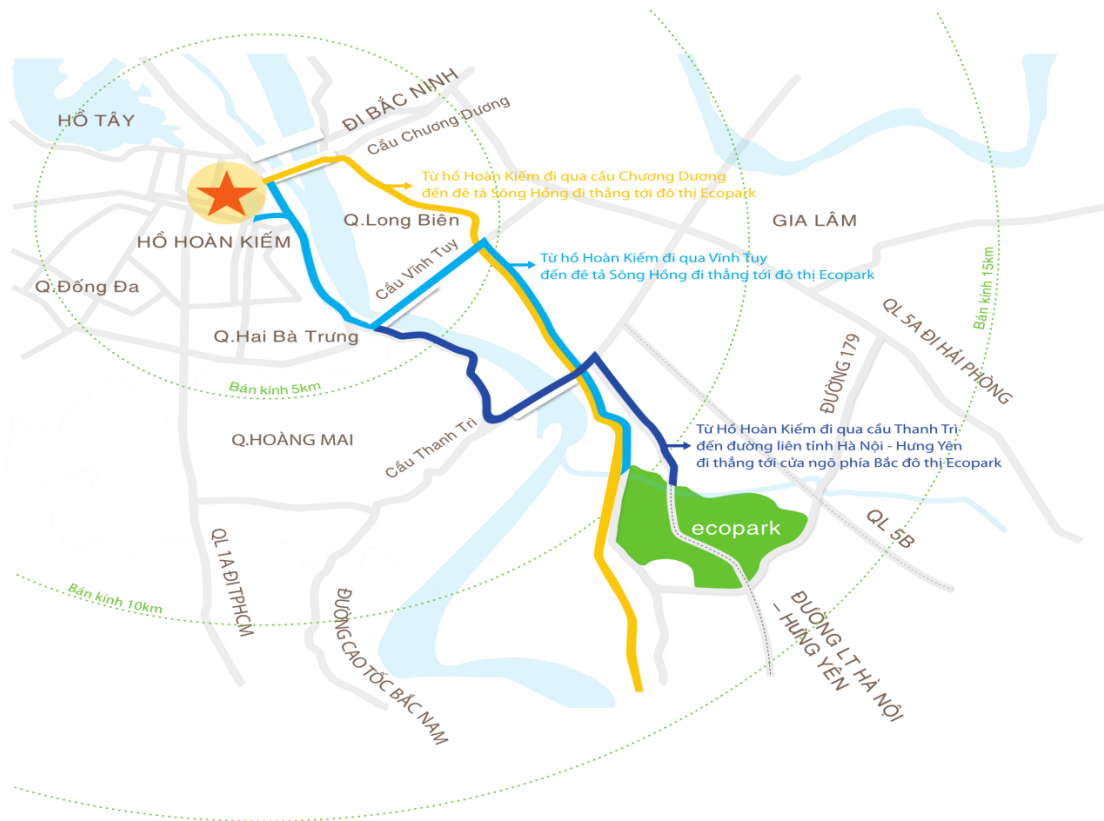 HỒ TÂY
ĐI BẮC NINH
Cầu Chương Dương
Từ hồ Hoàn Kiếm đi qua cầu Chương Dương
đến đê tả Sông Hồng đi thẳng tới đô thị Ecopark
Q.Long Biên
GIA LÂM
HỒ HOÀN KIẾM
Cầu Vĩnh Tuy
Từ hồ Hoàn Kiếm đi qua Vĩnh Tuy
đến đê tả Sông Hồng đi thẳng tới đô thị Ecopark
Bán kính 15km
Q.Đống Đa
QL 5A ĐI HẢI PHÒNG
Q.Hai Bà Trưng
ĐƯỜNG 179
Bán kính 5km
Q.HOÀNG MAI
Cầu Thanh Trì
Từ Hồ Hoàn Kiếm đi qua cầu Thanh Trì
đến đường liên tỉnh Hà Nội - Hưng Yên
đi thẳng tới cửa ngõ phía Bắc đô thị Ecopark
ecopark
QL 5B
QL 1A ĐI TPHCM
Bán kính 10km
ĐƯỜNG CAO TỐC BẮC NAM
ĐƯỜNG LT HÀ NỘI
– HƯNG YÊN